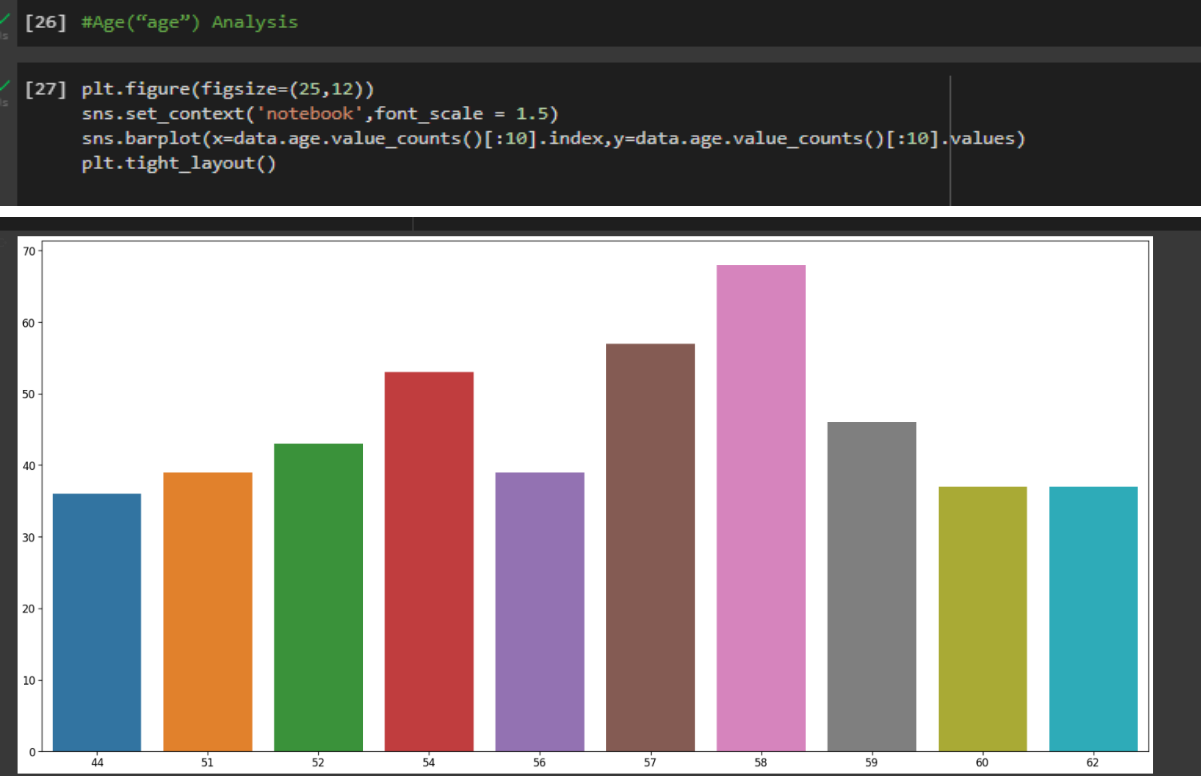 [26] #Age(“age”) Analysis
[27] plt.figure(figsize=(25,12))
sns.set_context('notebook',font_scale = 1.5)
sns.barplot(x=data.age.value_counts()[:10].index,y=data.age.value_counts()[:10].values)
plt.tight_layout()
70
60
50
40
30
20
10
0
44 51 52 54 56 57 58 59 60 62